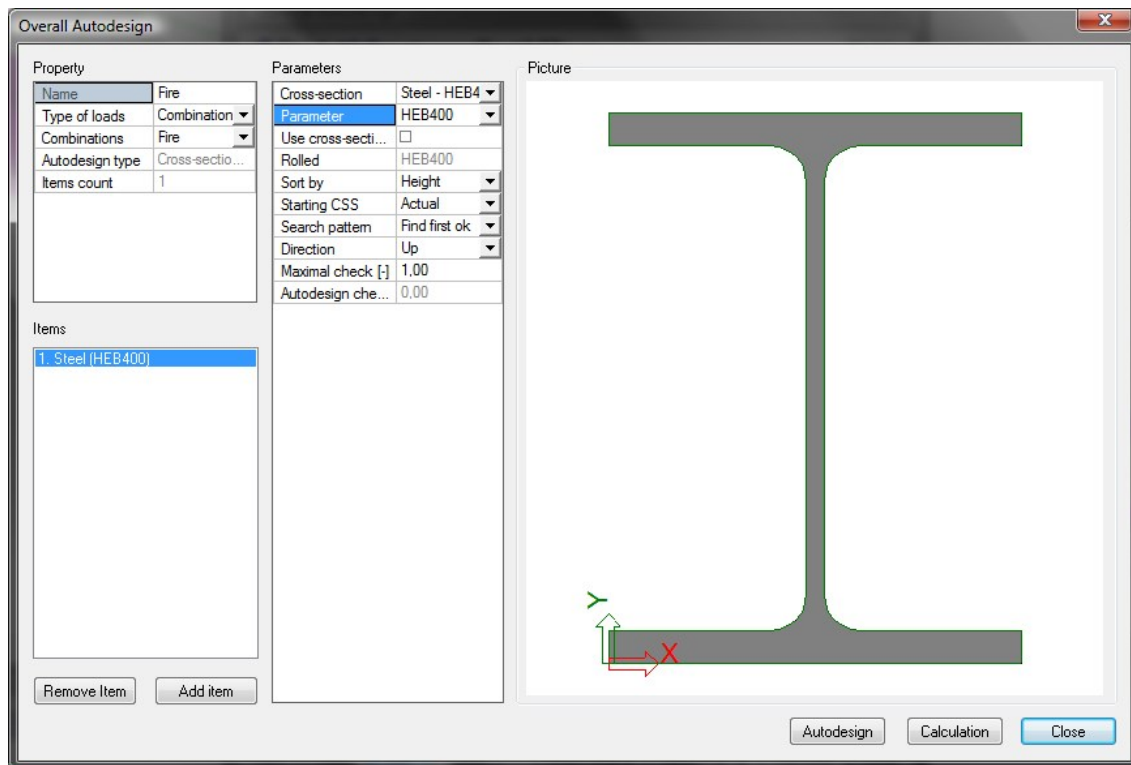 Overall Autodesign
Property
Name Fire
Type of loads Combination
Combinations Fire
Autodesign type Cross-sectio...
Items count 1
Items
1. Steel (HEB400)
Remove Item Add item
Parameters
Cross-section Steel - HEB4
Parameter HEB400
Use cross-secti...
Rolled HEB400
Sort by Height
Starting CSS Actual
Search pattern Find first ok
Direction Up
Maximal check [-] 1,00
Autodesign che... 0,00
Picture
Y
X
Autodesign Calculation Close